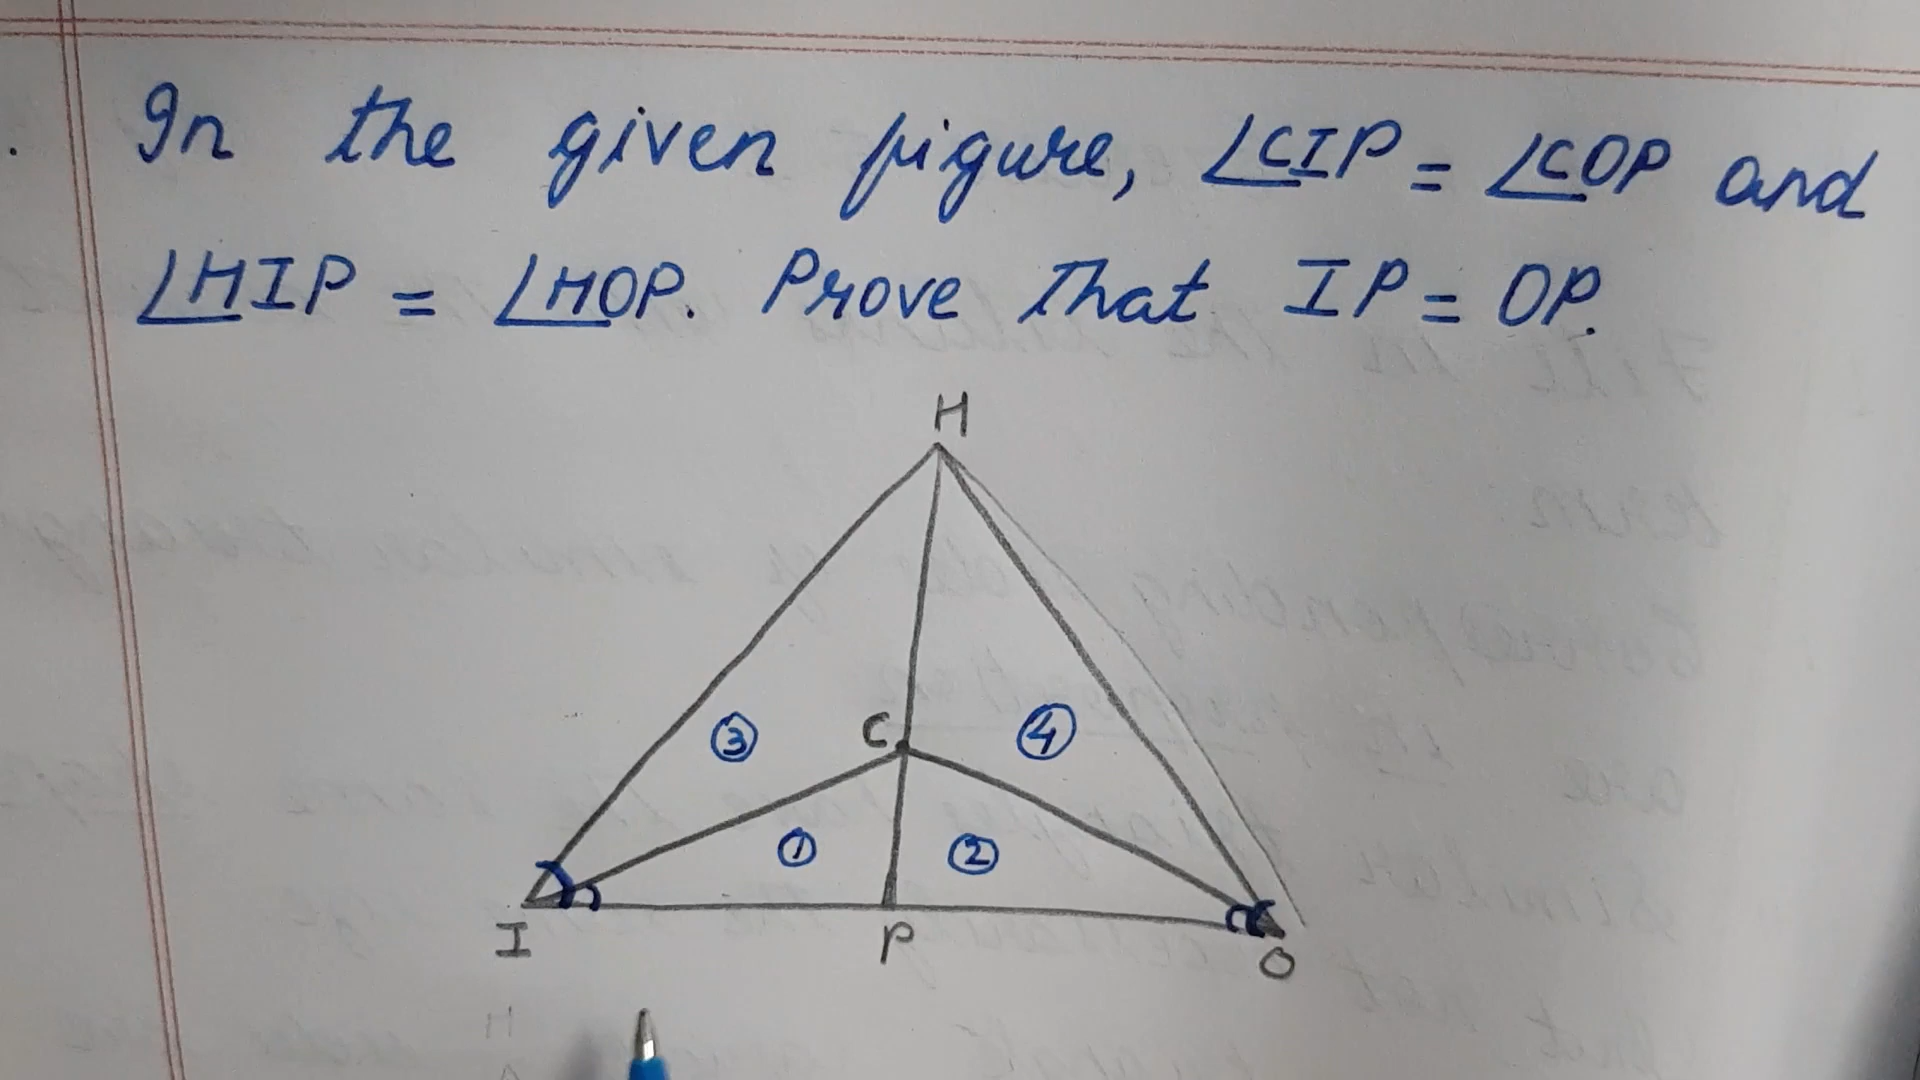 In the given figure, ∠CIP = ∠COP and
∠HIP = ∠HOP. Prove that IP = OP.
H
3
C
4
1
2
I
P
O
H